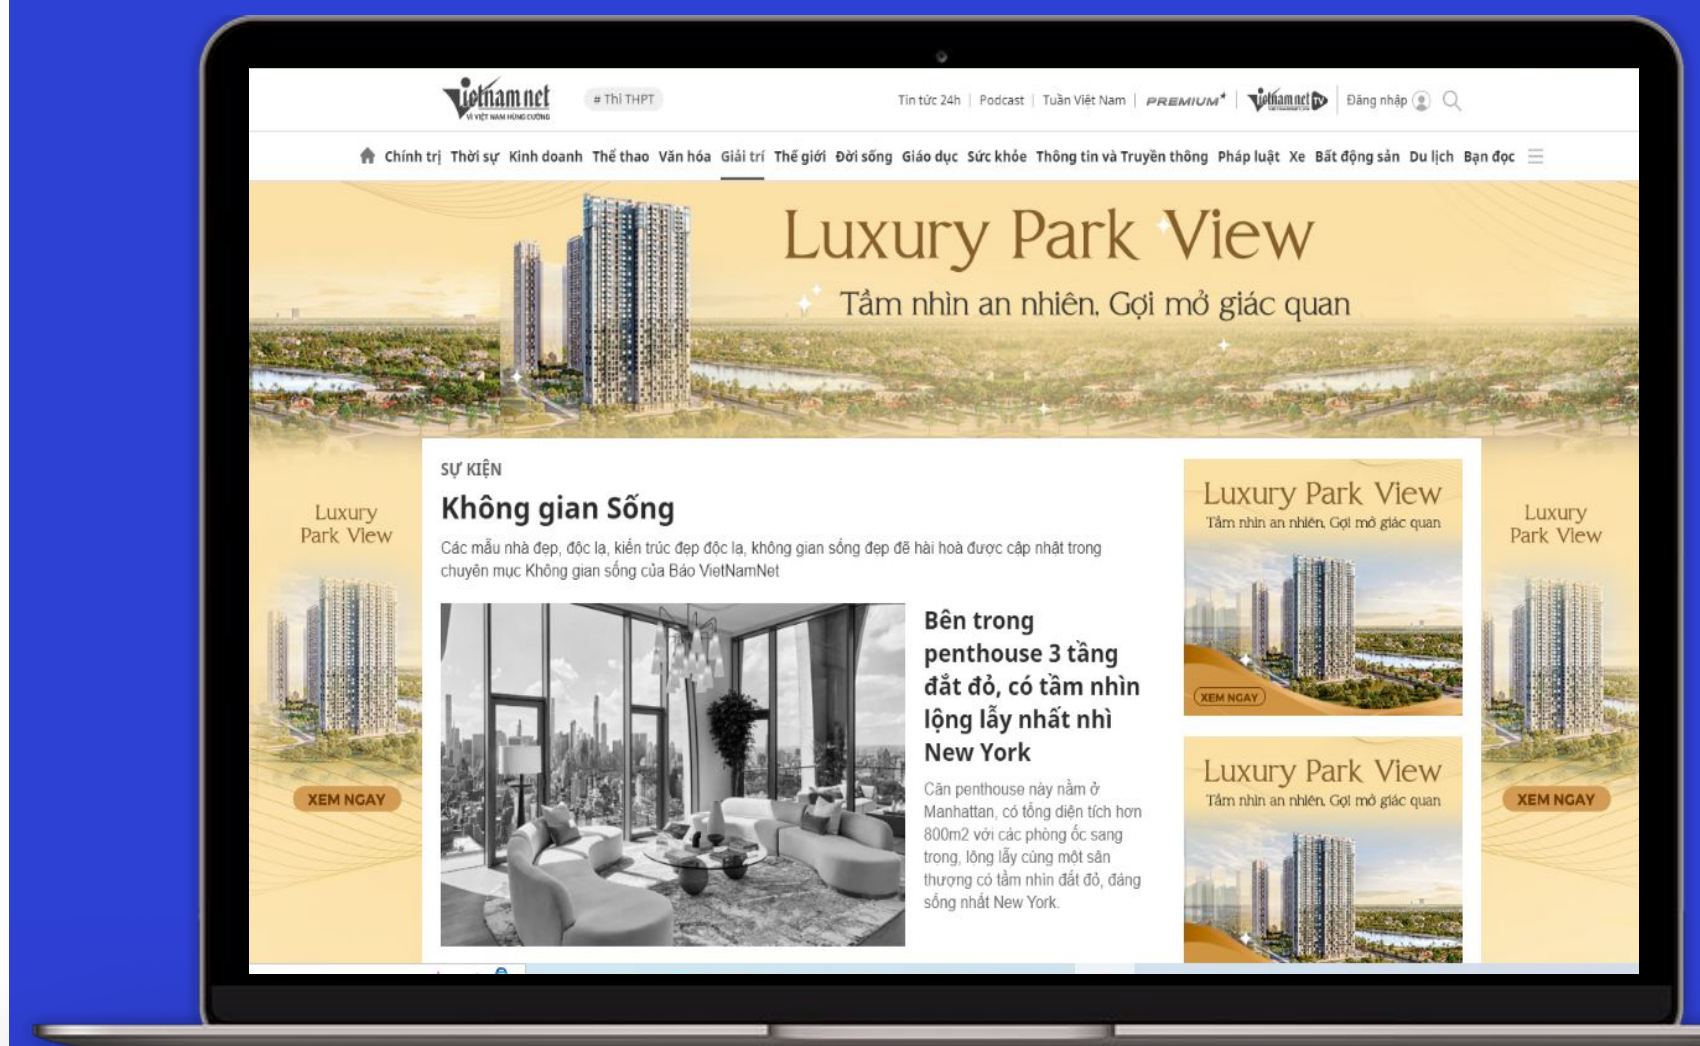 Vietnamnet
VÌ VIỆT NAM HÙNG CƯỜNG
# Thi THPT
Tin tức 24h | Podcast | Tuần Việt Nam | PREMIUM | Vietnamnet TV | Đăng nhập
Chính trị Thời sự Kinh doanh Thể thao Văn hóa Giải trí Thế giới Đời sống Giáo dục Sức khỏe Thông tin và Truyền thông Pháp luật Xe Bất động sản Du lịch Bạn đọc
Luxury Park View
Tầm nhìn an nhiên, Gợi mở giác quan
Luxury
Park View
XEM NGAY
SỰ KIỆN
Không gian Sống
Các mẫu nhà đẹp, độc lạ, kiến trúc đẹp độc lạ, không gian sống đẹp đẽ hài hoà được cập nhật trong
chuyên mục Không gian sống của Báo VietNamNet
Bên trong
penthouse 3 tầng
đắt đỏ, có tầm nhìn
lộng lẫy nhất nhì
New York
Căn penthouse này nằm ở
Manhattan, có tổng diện tích hơn
800m2 với các phòng ốc sang
trọng, lộng lẫy cùng một sân
thượng có tầm nhìn đắt đỏ, đáng
sống nhất New York.
Luxury Park View
Tầm nhìn an nhiên, Gợi mở giác quan
XEM NGAY
Luxury Park View
Tầm nhìn an nhiên, Gợi mở giác quan
Luxury
Park View
XEM NGAY